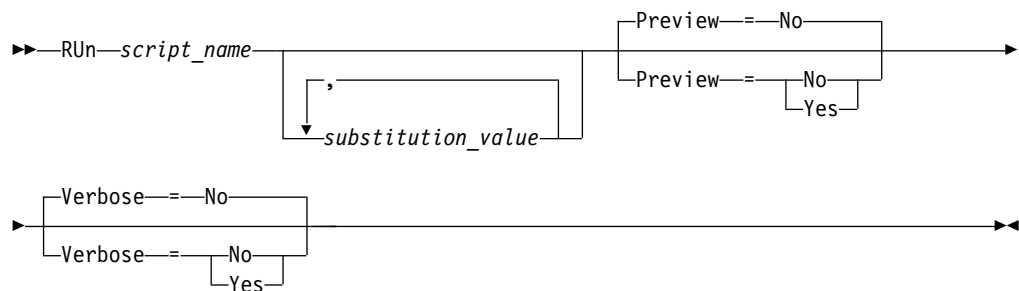 Preview = No
RUn script_name
Preview = No
Yes
,
substitution_value
Verbose = No
Verbose = No
Yes